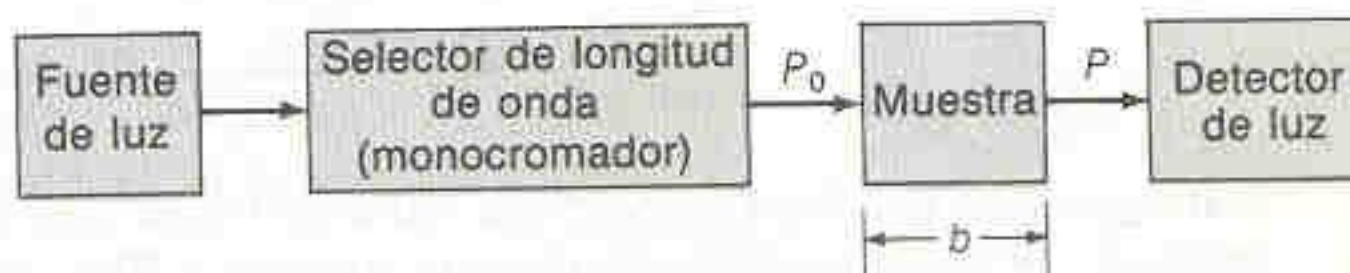 Fuente
de luz
Selector de longitud
de onda
(monocromador)
P₀
Muestra
P
Detector
de luz
b